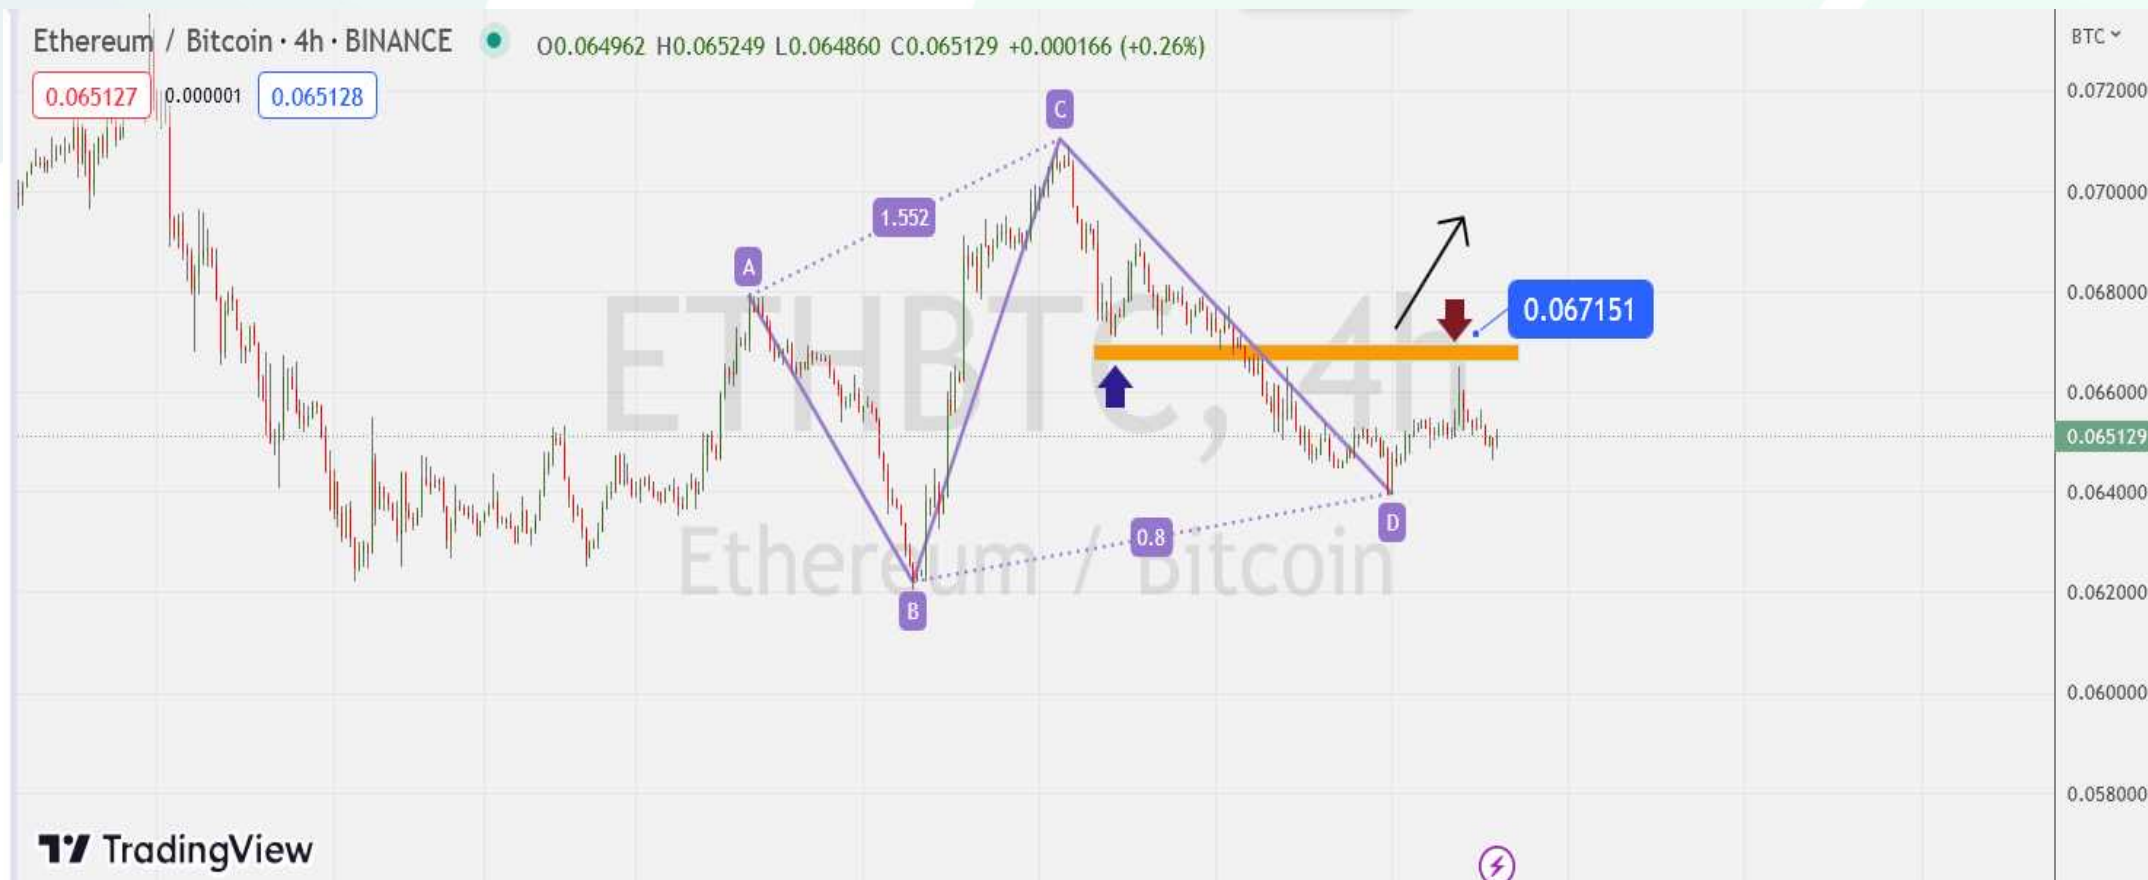 Ethereum / Bitcoin · 4h · BINANCE O0.064962 H0.065249 L0.064860 C0.065129 +0.000166 (+0.26%)
BTC
0.065127 0.000001 0.065128
0.072000
C
0.070000
1.552
A
0.068000
0.067151
ETHBTC, 4h
0.066000
0.065129
0.064000
D
0.8
Ethereum / Bitcoin
0.062000
B
0.060000
0.058000
TradingView